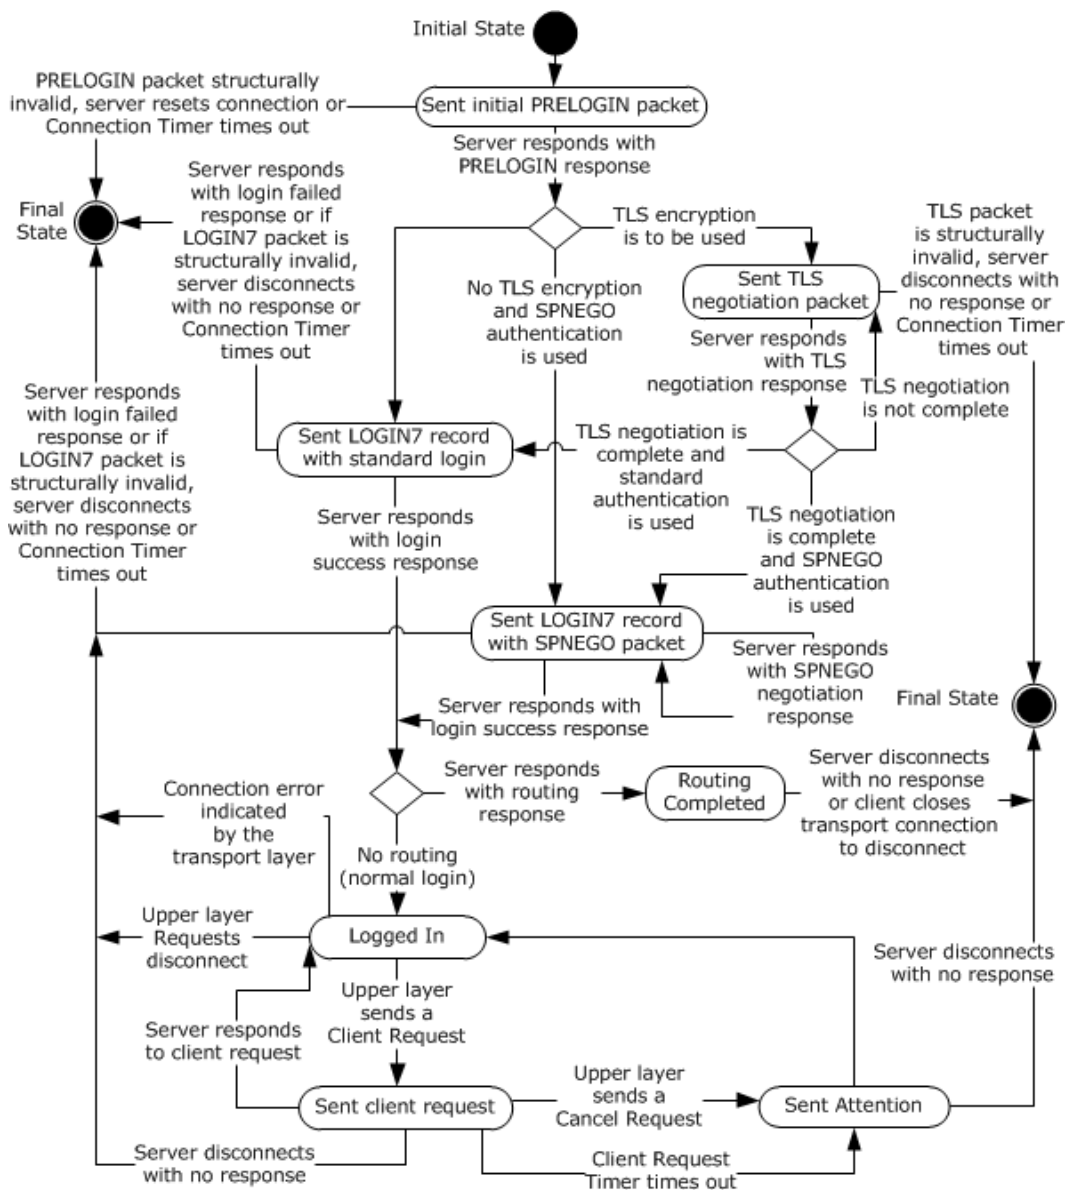 Initial State
PRELOGIN packet structurally
invalid, server resets connection or
Connection Timer times out
Sent initial PRELOGIN packet
Server responds with
PRELOGIN response
Final
State
Server responds
with login failed
response or if
LOGIN7 packet is
structurally invalid,
server disconnects
with no response or
Connection Timer
times out
TLS encryption
is to be used
TLS packet
is structurally
invalid, server
disconnects with
no response or
Connection Timer
times out
Sent TLS
negotiation packet
No TLS encryption
and SPNEGO
authentication
is used
Server responds
with TLS
negotiation response
TLS negotiation
is not complete
Server responds
with login failed
response or if
LOGIN7 packet is
structurally invalid,
server disconnects
with no response or
Connection Timer
times out
Sent LOGIN7 record
with standard login
TLS negotiation is
complete and
standard
authentication
is used
Server responds
with login
success response
TLS negotiation
is complete
and SPNEGO
authentication
is used
Sent LOGIN7 record
with SPNEGO packet
Server responds
with SPNEGO
negotiation
response
Server responds with
login success response
Final State
Server responds
with routing
response
Routing
Completed
Server disconnects
with no response
or client closes
transport connection
to disconnect
Connection error
indicated
by the
transport layer
No routing
(normal login)
Upper layer
Requests
disconnect
Logged In
Server disconnects
with no response
Upper layer
sends a
Client Request
Server responds
to client request
Sent client request
Upper layer
sends a
Cancel Request
Sent Attention
Server disconnects
with no response
Client Request
Timer times out